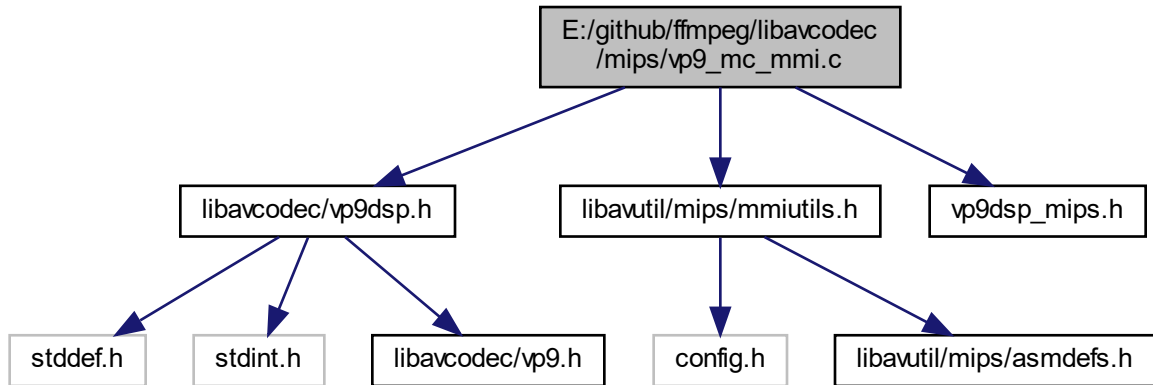 E:/github/ffmpeg/libavcodec
/mips/vp9_mc_mmi.c
libavcodec/vp9dsp.h
libavutil/mips/mmiutils.h
vp9dsp_mips.h
stddef.h
stdint.h
libavcodec/vp9.h
config.h
libavutil/mips/asmdefs.h